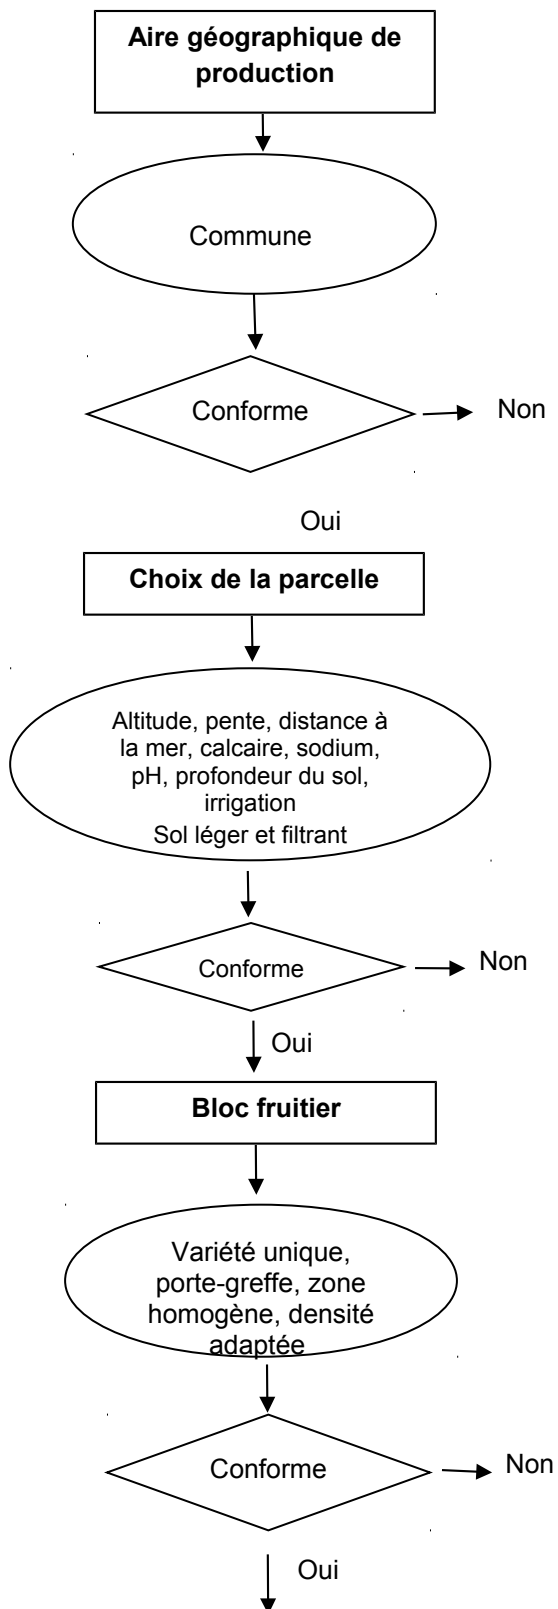 Aire géographique de
production
Commune
Conforme
Non
Oui
Choix de la parcelle
Altitude, pente, distance à
la mer, calcaire, sodium,
pH, profondeur du sol,
irrigation
Sol léger et filtrant
Conforme
Non
Oui
Bloc fruitier
Variété unique,
porte-greffe, zone
homogène, densité
adaptée
Conforme
Non
Oui